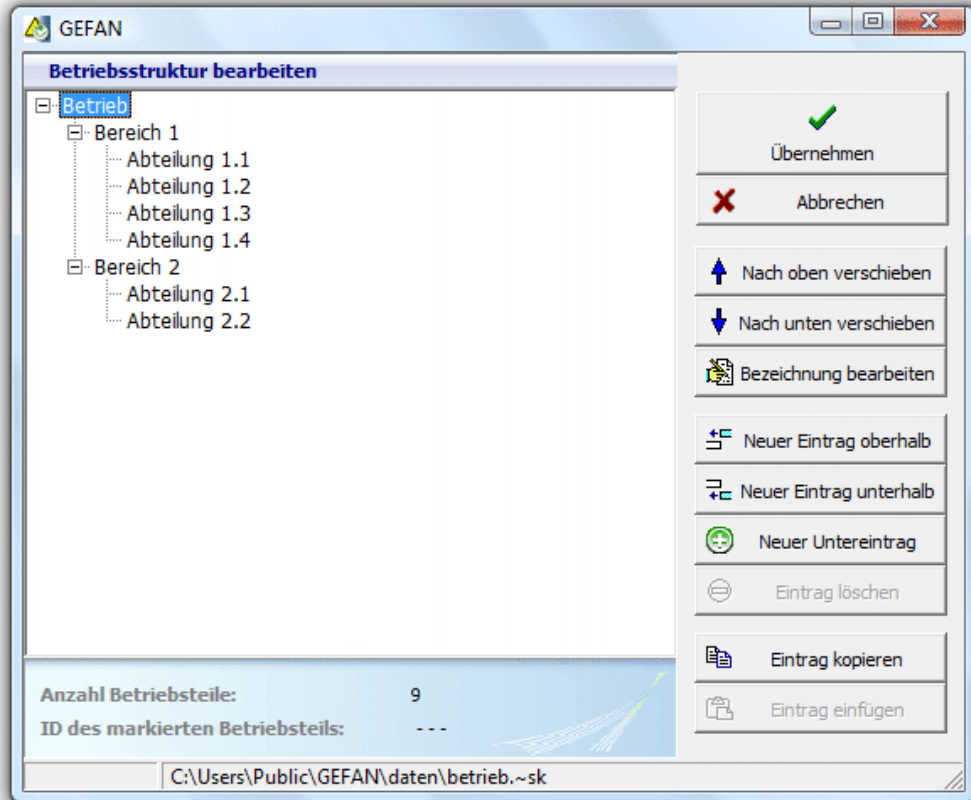 GEFAN
Betriebsstruktur bearbeiten
Betrieb
Bereich 1
Abteilung 1.1
Abteilung 1.2
Abteilung 1.3
Abteilung 1.4
Bereich 2
Abteilung 2.1
Abteilung 2.2
Übernehmen
Abbrechen
Nach oben verschieben
Nach unten verschieben
Bezeichnung bearbeiten
Neuer Eintrag oberhalb
Neuer Eintrag unterhalb
Neuer Untereintrag
Eintrag löschen
Eintrag kopieren
Eintrag einfügen
Anzahl Betriebsteile: 9
ID des markierten Betriebsteils: - - -
C:\Users\Public\GEFAN\daten\betrieb.~sk